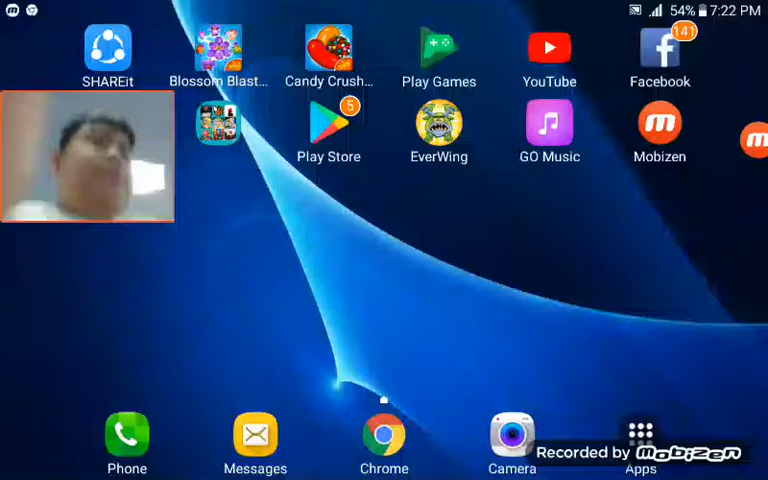 54% 7:22 PM
141
SHAREit
Blossom Blast...
Candy Crush...
Play Games
YouTube
Facebook
5
Play Store
EverWing
GO Music
Mobizen
Phone
Messages
Chrome
Camera
Apps
Recorded by Mobizen